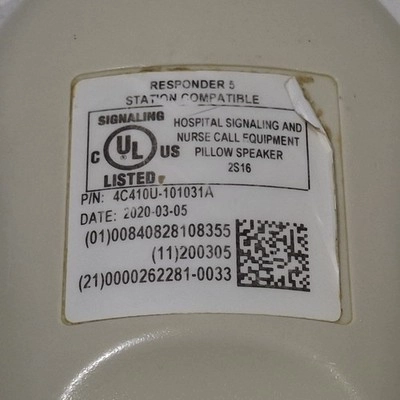 RESPONDER 5
STATION COMPATIBLE
SIGNALING
C UL US
LISTED
HOSPITAL SIGNALING AND
NURSE CALL EQUIPMENT
PILLOW SPEAKER
2S16
P/N: 4C410U-101031A
DATE: 2020-03-05
(01)00840828108355
(11)200305
(21)0000262281-0033